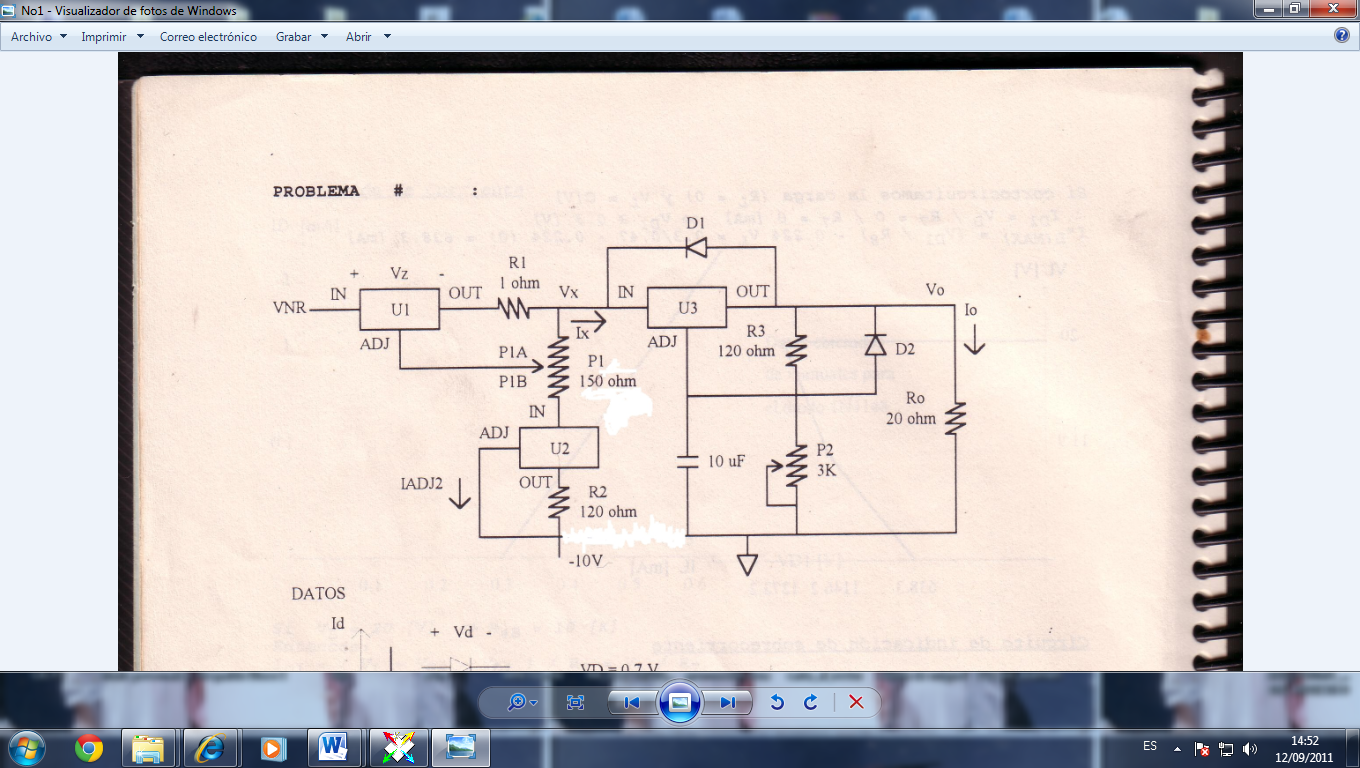 No1 - Visualizador de fotos de Windows
Archivo Imprimir Correo electrónico Grabar Abrir
PROBLEMA # :
D1
+ Vz -
R1
1 ohm
IN
OUT
Vx
IN
OUT
Vo
VNR
U1
U3
Io
Ix
ADJ
ADJ
R3
120 ohm
D2
P1A
P1
P1B
150 ohm
IN
Ro
20 ohm
ADJ
U2
10 uF
P2
3K
IADJ2
OUT
R2
120 ohm
-10V
DATOS
Id
+ Vd -
VD = 0.7 V
ES
14:52
12/09/2011